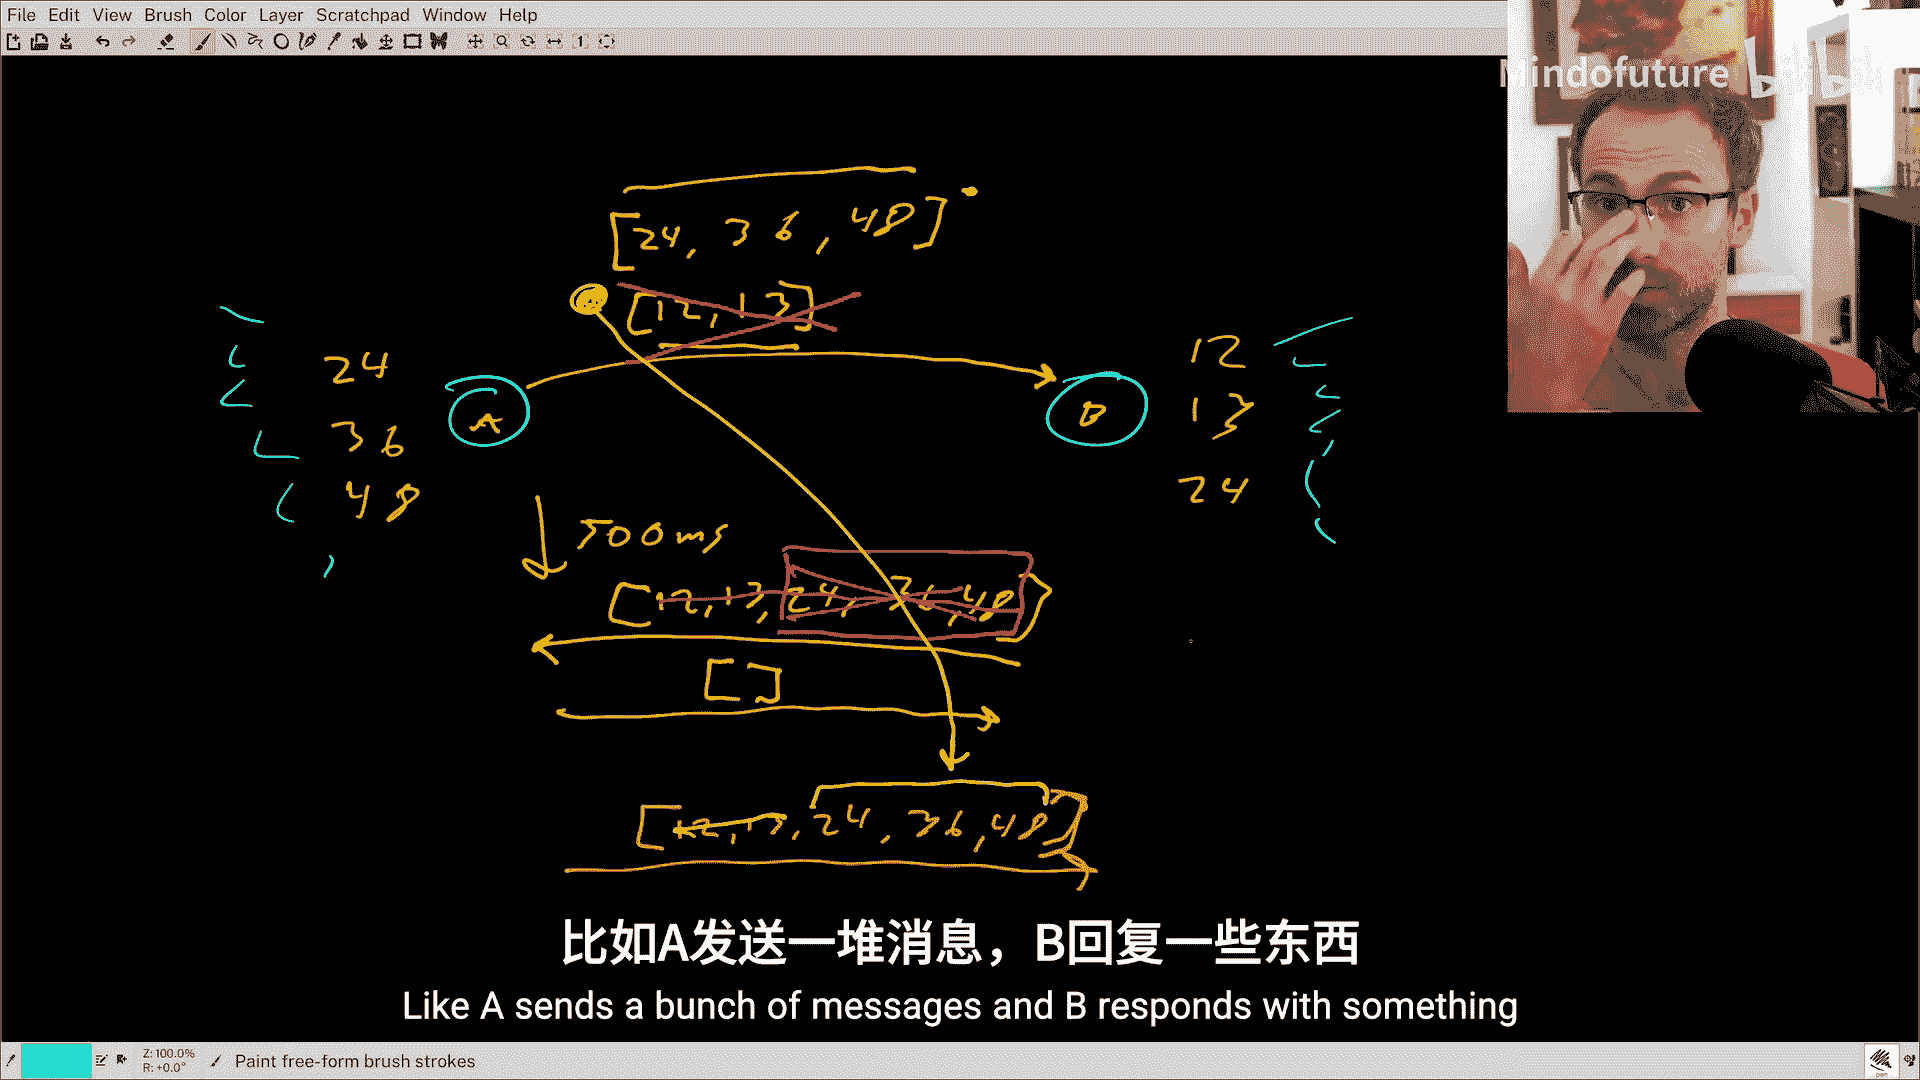 File Edit View Brush Color Layer Scratchpad Window Help
Mindofuture bilibili
[24, 36, 48]
[12, 13]
24
36
48
A
B
12
13
24
500ms
[12, 13, 24, 36, 48]
[ ]
[12, 13, 24, 36, 48]
比如A发送一堆消息，B回复一些东西
Like A sends a bunch of messages and B responds with something
Z: 100.0%
R: +0.0°
Paint free-form brush strokes